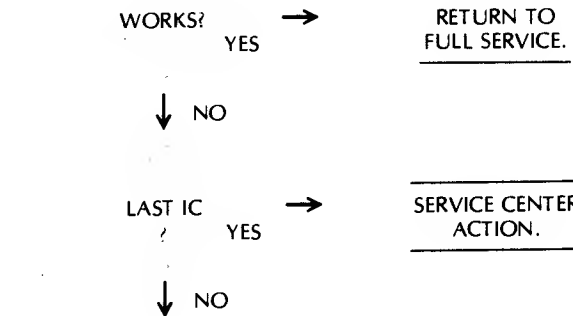 WORKS?
YES
RETURN TO
FULL SERVICE.
NO
LAST IC
?
YES
SERVICE CENTER
ACTION.
NO